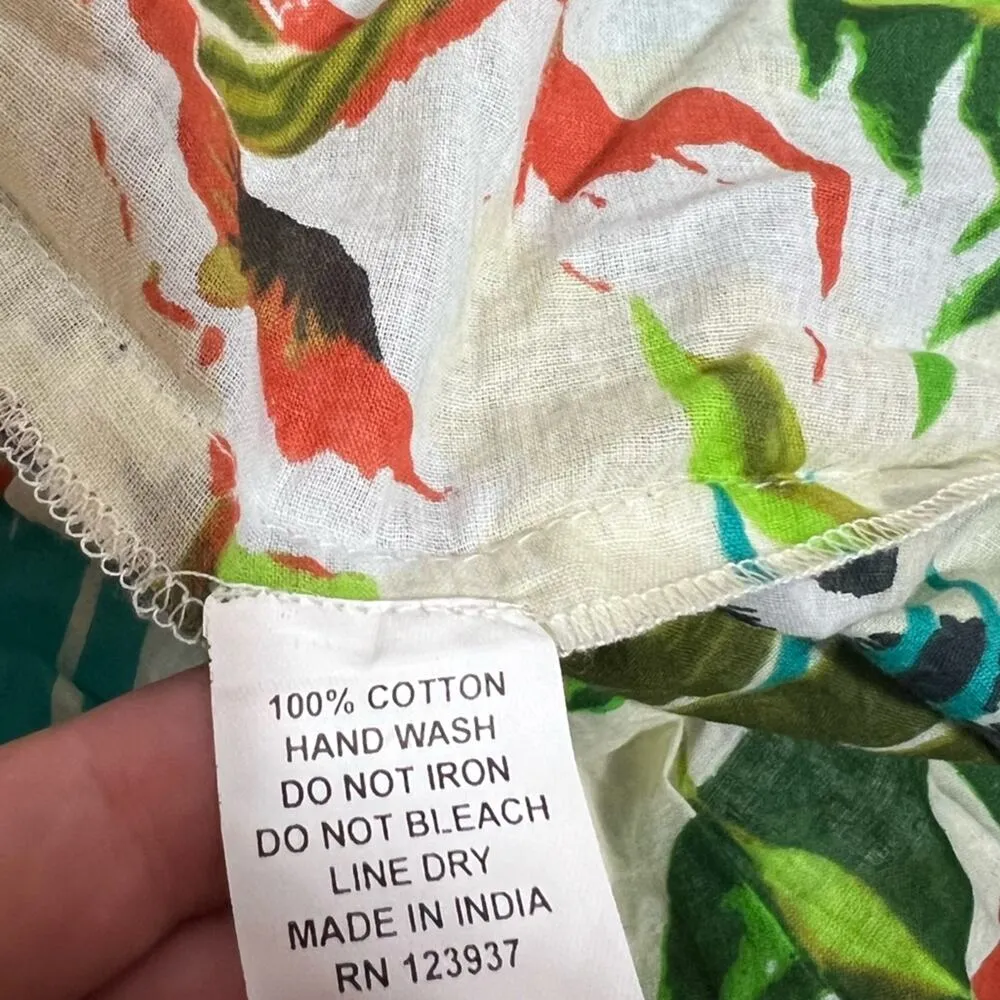 100% COTTON
HAND WASH
DO NOT IRON
DO NOT BLEACH
LINE DRY
MADE IN INDIA
RN 123937